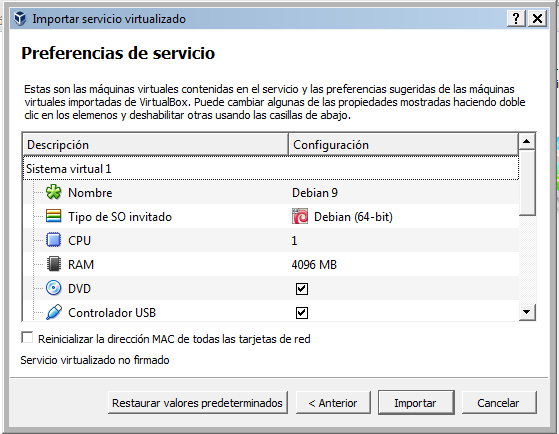 Importar servicio virtualizado
Preferencias de servicio
Estas son las máquinas virtuales contenidas en el servicio y las preferencias sugeridas de las máquinas
virtuales importadas de VirtualBox. Puede cambiar algunas de las propiedades mostradas haciendo doble
clic en los elemenos y deshabilitar otras usando las casillas de abajo.
Descripción Configuración
Sistema virtual 1
Nombre Debian 9
Tipo de SO invitado Debian (64-bit)
CPU 1
RAM 4096 MB
DVD
Controlador USB
Reinicializar la dirección MAC de todas las tarjetas de red
Servicio virtualizado no firmado
Restaurar valores predeterminados < Anterior Importar Cancelar